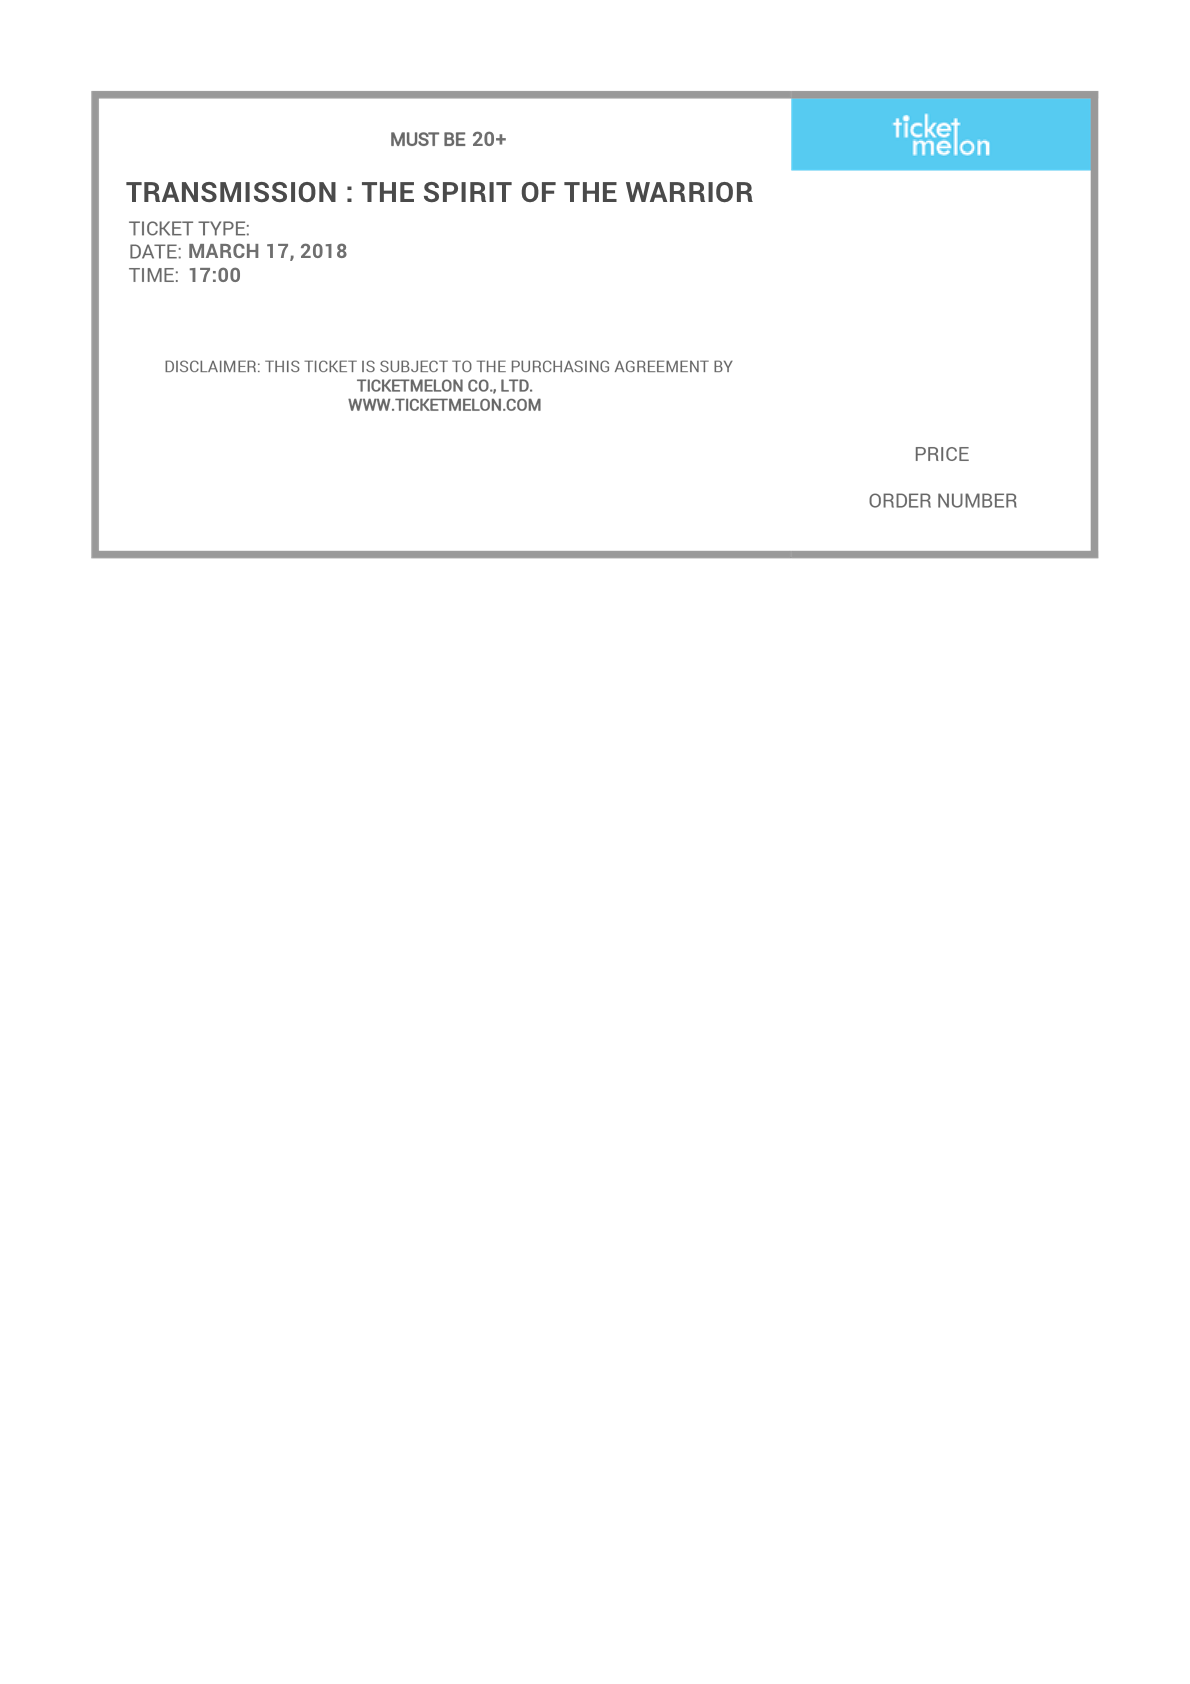 MUST BE 20+
ticket
melon
TRANSMISSION : THE SPIRIT OF THE WARRIOR
TICKET TYPE:
DATE: MARCH 17, 2018
TIME: 17:00
DISCLAIMER: THIS TICKET IS SUBJECT TO THE PURCHASING AGREEMENT BY
TICKETMELON CO., LTD.
WWW.TICKETMELON.COM
PRICE
ORDER NUMBER